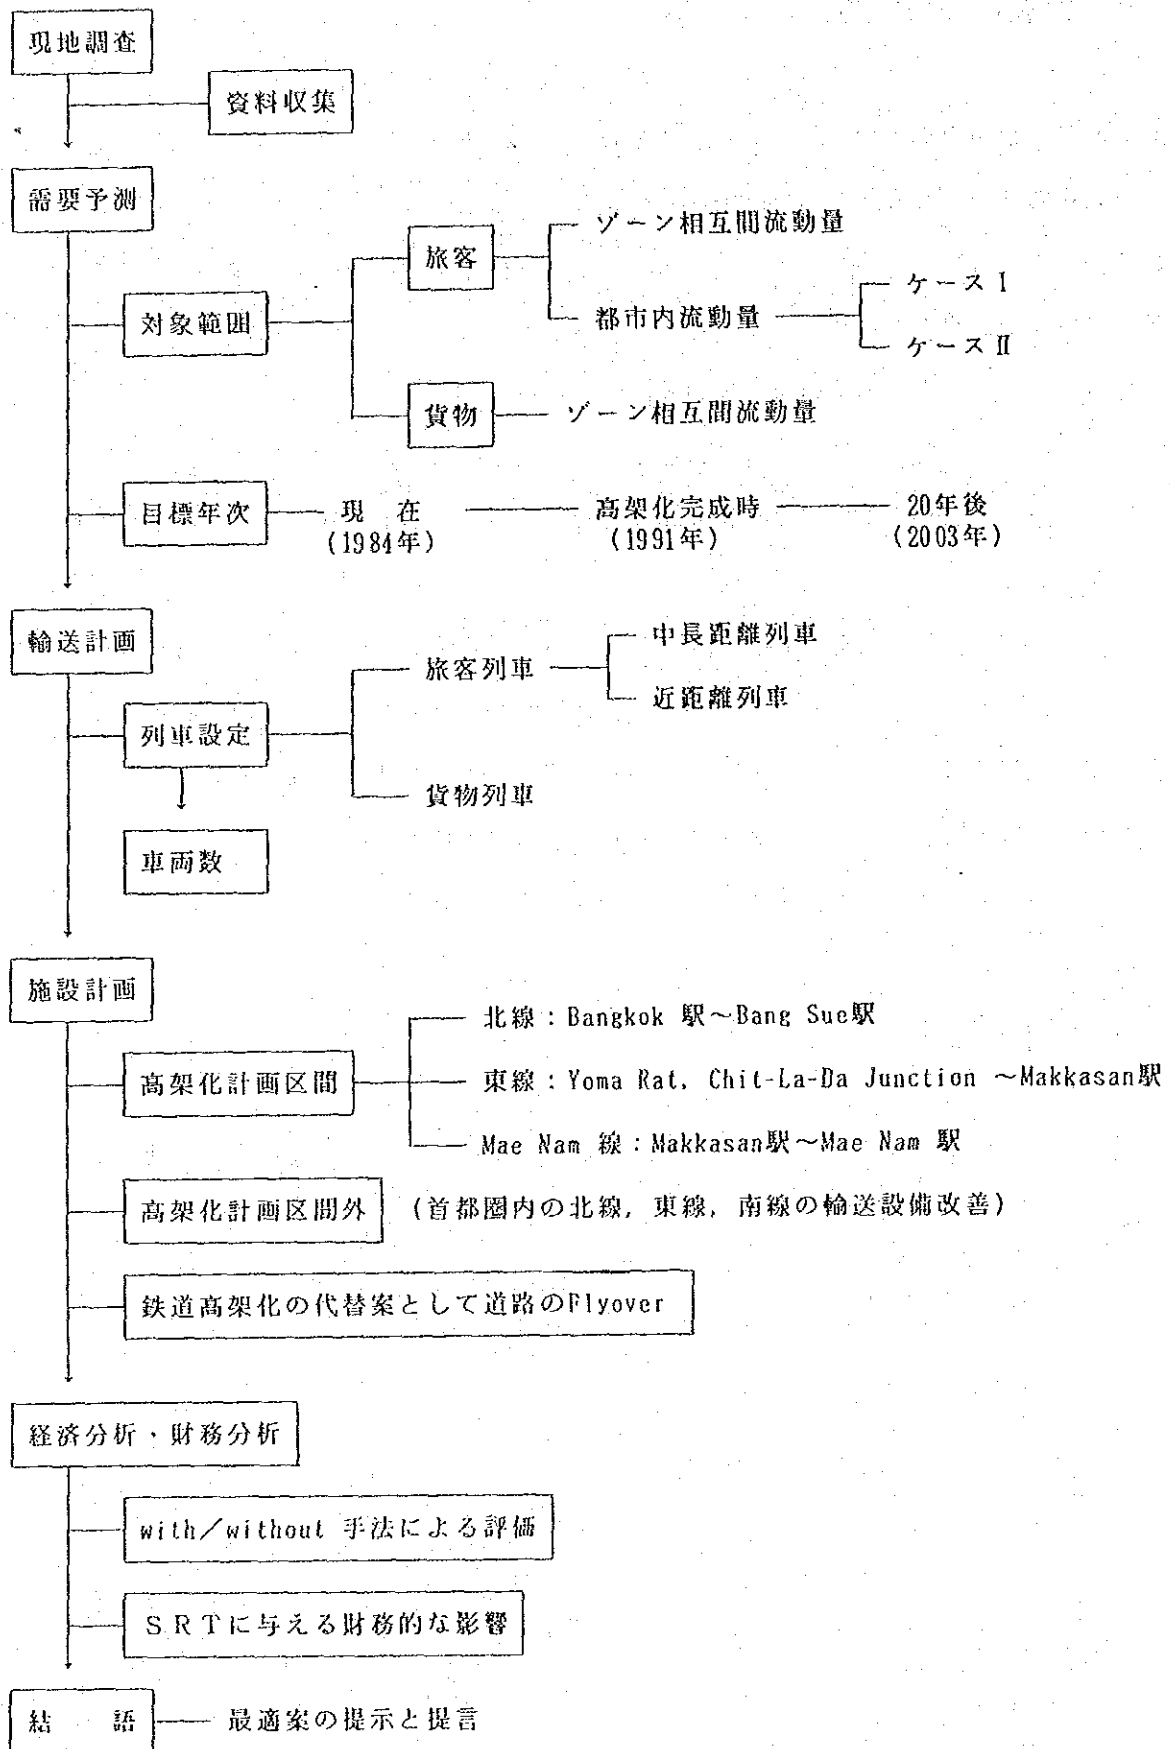 現地調査
資料収集
需要予測
ゾーン相互間流動量
旅客
ケースⅠ
対象範囲
都市内流動量
ケースⅡ
貨物
ゾーン相互間流動量
目標年次 現 在 高架化完成時 20年後
(1984年) (1991年) (2003年)
輸送計画
中長距離列車
旅客列車
近距離列車
列車設定
貨物列車
車両数
施設計画
北線：Bangkok 駅～Bang Sue駅
高架化計画区間
東線：Yoma Rat. Chit-La-Da Junction ～Makkasan駅
Mae Nam 線：Makkasan駅～Mae Nam 駅
高架化計画区間外 (首都圏内の北線, 東線, 南線の輸送設備改善)
鉄道高架化の代替案として道路のFlyover
経済分析・財務分析
with／without 手法による評価
ＳＲＴに与える財務的な影響
結 語 最適案の提示と提言